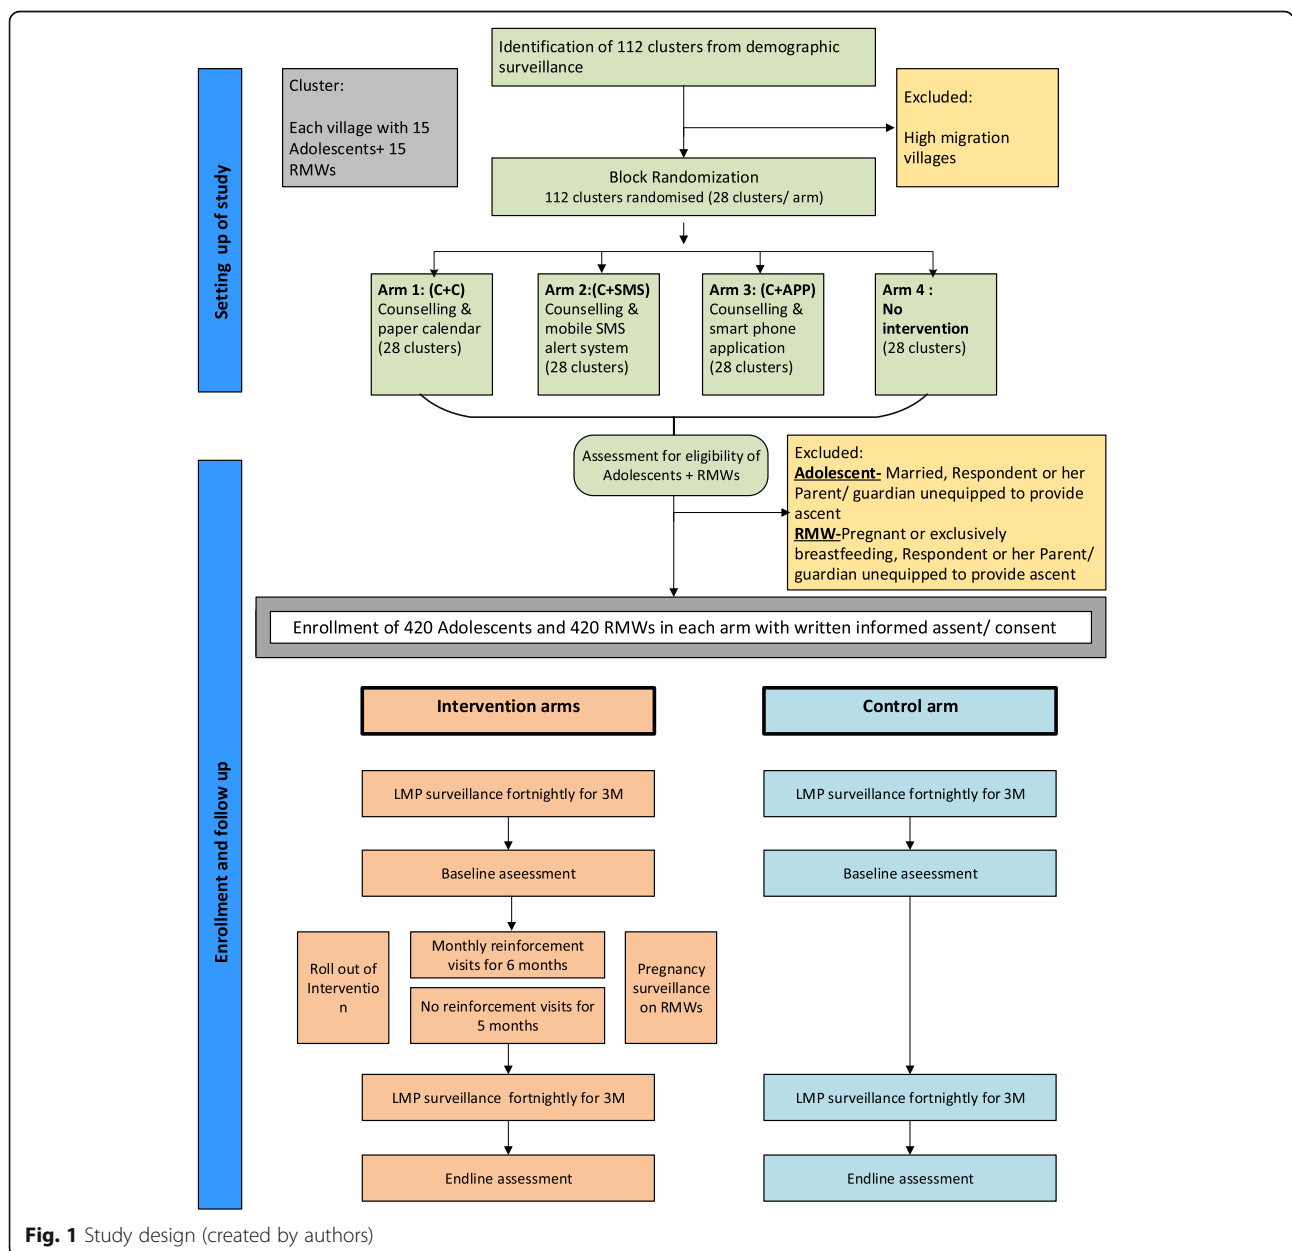 Identification of 112 clusters from demographic
surveillance
Setting up of study
Cluster:
Each village with 15
Adolescents+ 15
RMWs
Excluded:
High migration
villages
Block Randomization
112 clusters randomised (28 clusters/ arm)
Arm 1: (C+C)
Counselling &
paper calendar
(28 clusters)
Arm 2:(C+SMS)
Counselling &
mobile SMS
alert system
(28 clusters)
Arm 3: (C+APP)
Counselling &
smart phone
application
(28 clusters)
Arm 4 :
No
intervention
(28 clusters)
Enrollment and follow up
Assessment for eligibility of
Adolescents + RMWs
Excluded:
Adolescent- Married, Respondent or her
Parent/ guardian unequipped to provide
ascent
RMW-Pregnant or exclusively
breastfeeding, Respondent or her Parent/
guardian unequipped to provide ascent
Enrollment of 420 Adolescents and 420 RMWs in each arm with written informed assent/ consent
Intervention arms
LMP surveillance fortnightly for 3M
Baseline aseessment
Roll out of
Interventio
n
Monthly reinforcement
visits for 6 months
No reinforcement visits for
5 months
Pregnancy
surveillance
on RMWs
LMP surveillance fortnightly for 3M
Endline assessment
Control arm
LMP surveillance fortnightly for 3M
Baseline assessment
LMP surveillance fortnightly for 3M
Endline assessment
Fig. 1 Study design (created by authors)